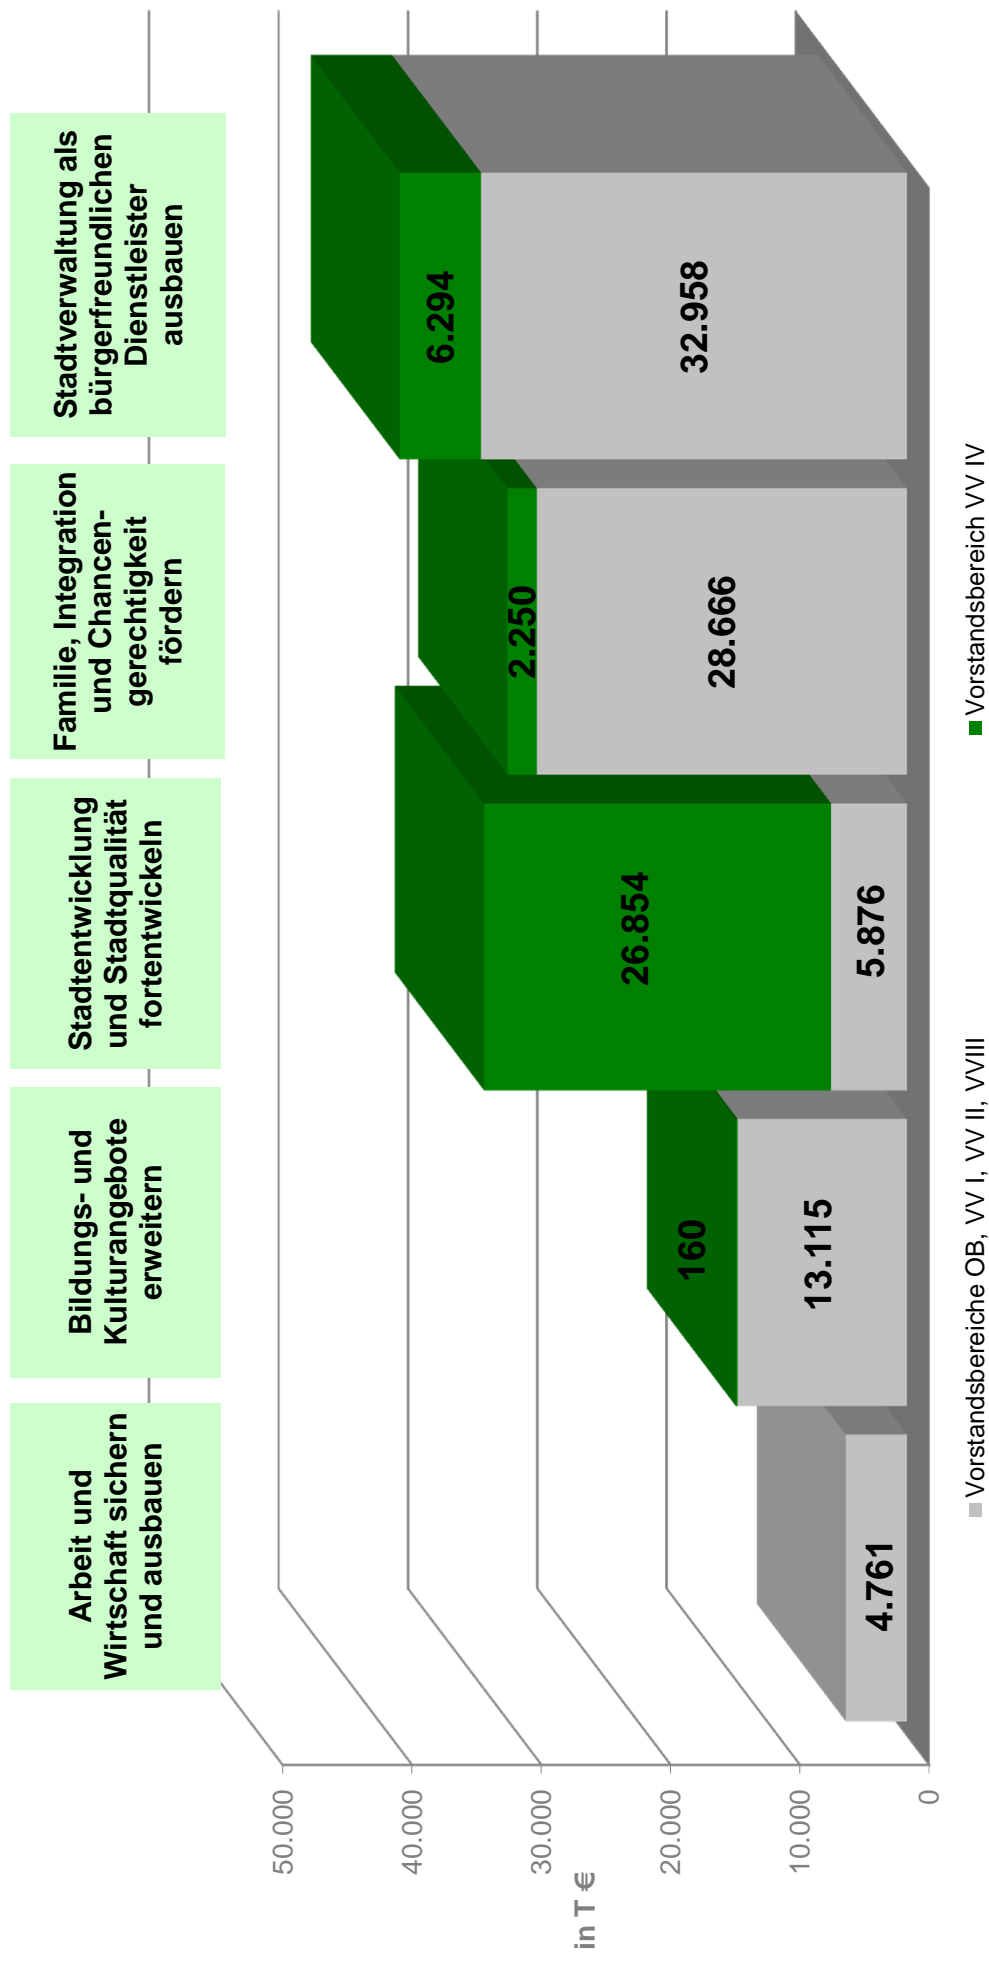 Arbeit und
Wirtschaft sichern
und ausbauen
Bildungs- und
Kulturangebote
erweitern
Stadtentwicklung
und Stadtqualität
fortentwickeln
Familie, Integration
und Chancen-
gerechtigkeit
fördern
Stadtverwaltung als
bürgerfreundlichen
Dienstleister
ausbauen
50.000
40.000
30.000
20.000
10.000
0
in T €
4.761
160
13.115
26.854
5.876
2.250
28.666
6.294
32.958
Vorstandsbereiche OB, VV I, VV II, VVIII
Vorstandsbereich VV IV